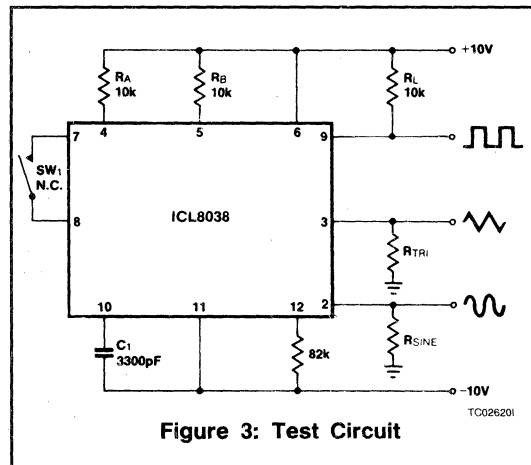 +10V
RA
10k
RB
10k
RL
10k
4
5
6
7
9
SW1
N.C.
8
ICL8038
3
RTRI
10
11
12
2
C1
3300pF
82k
RSINE
-10V
TC02620I
Figure 3: Test Circuit